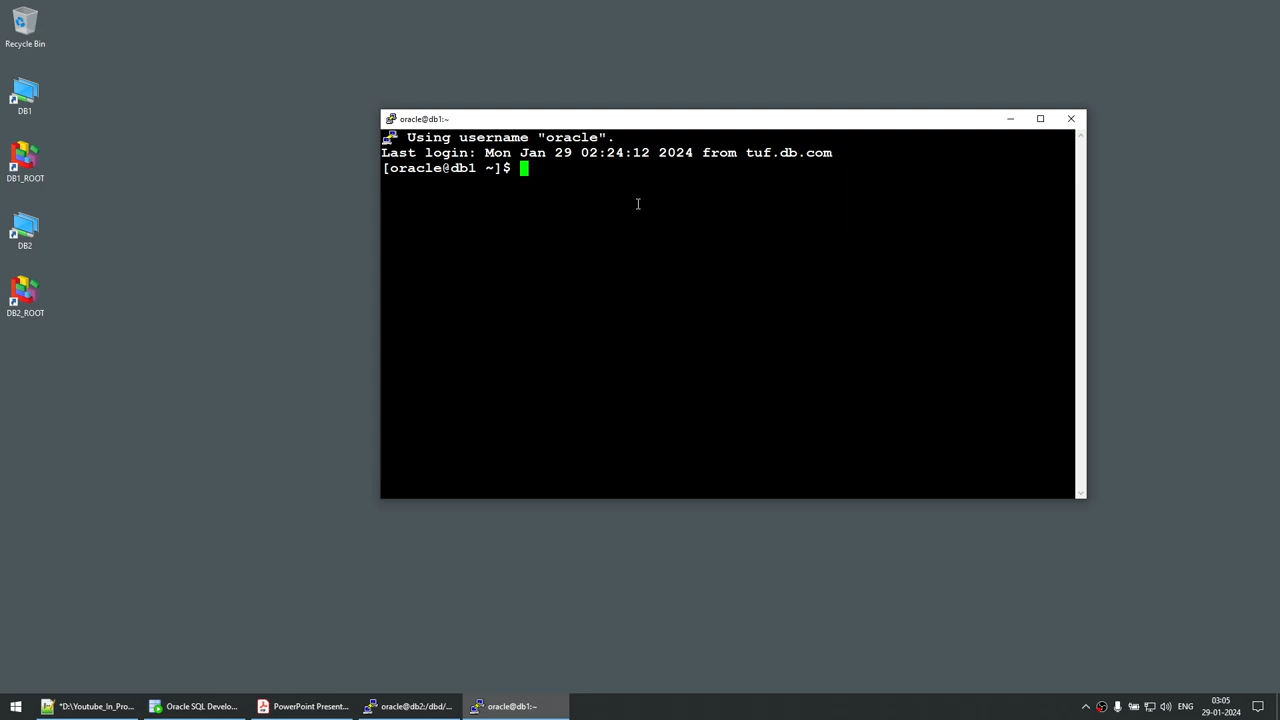 Recycle Bin
DB1
DB1_ROOT
DB2
DB2_ROOT
oracle@db1:~
Using username "oracle".
Last login: Mon Jan 29 02:24:12 2024 from tuf.db.com
[oracle@db1 ~]$
*D:\Youtube_In_Pro...
Oracle SQL Develo...
PowerPoint Present...
oracle@db2:/dbd/...
oracle@db1:~
ENG
03:05
29-01-2024